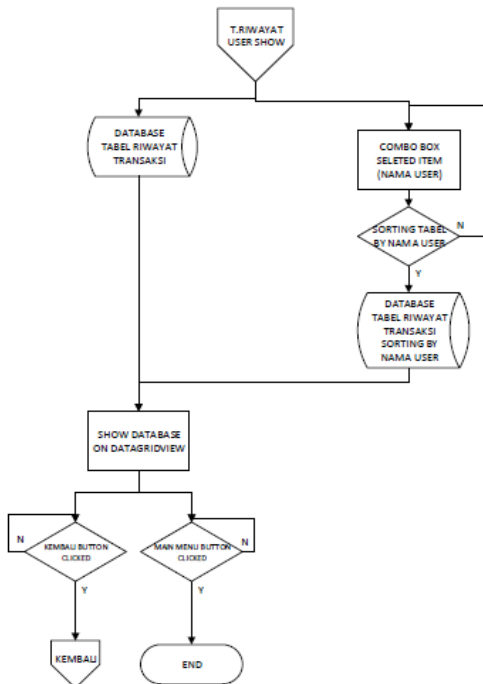 T.RIWAYAT
USER SHOW
DATABASE
TABEL RIWAYAT
TRANSAKSI
COMBO BOX
SELETED ITEM
(NAMA USER)
SORTING TABEL
BY NAMA USER
N
Y
DATABASE
TABEL RIWAYAT
TRANSAKSI
SORTING BY
NAMA USER
SHOW DATABASE
ON DATAGRIDVIEW
N
KEMBALI BUTTON
CLICKED
Y
MAIN MENU BUTTON
CLICKED
N
Y
KEMBALI
END